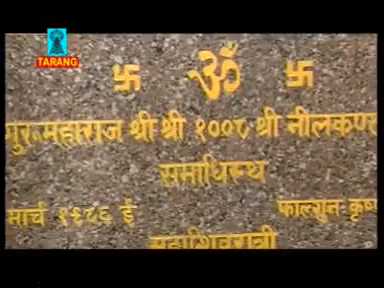 TARANG
ॐ
गुरुमहाराज श्री श्री १००८ श्री नीलकण्ठ
समाधिस्थ
मार्च १९८६ ई फाल्गुन कृष्ण
महाशिवरात्री